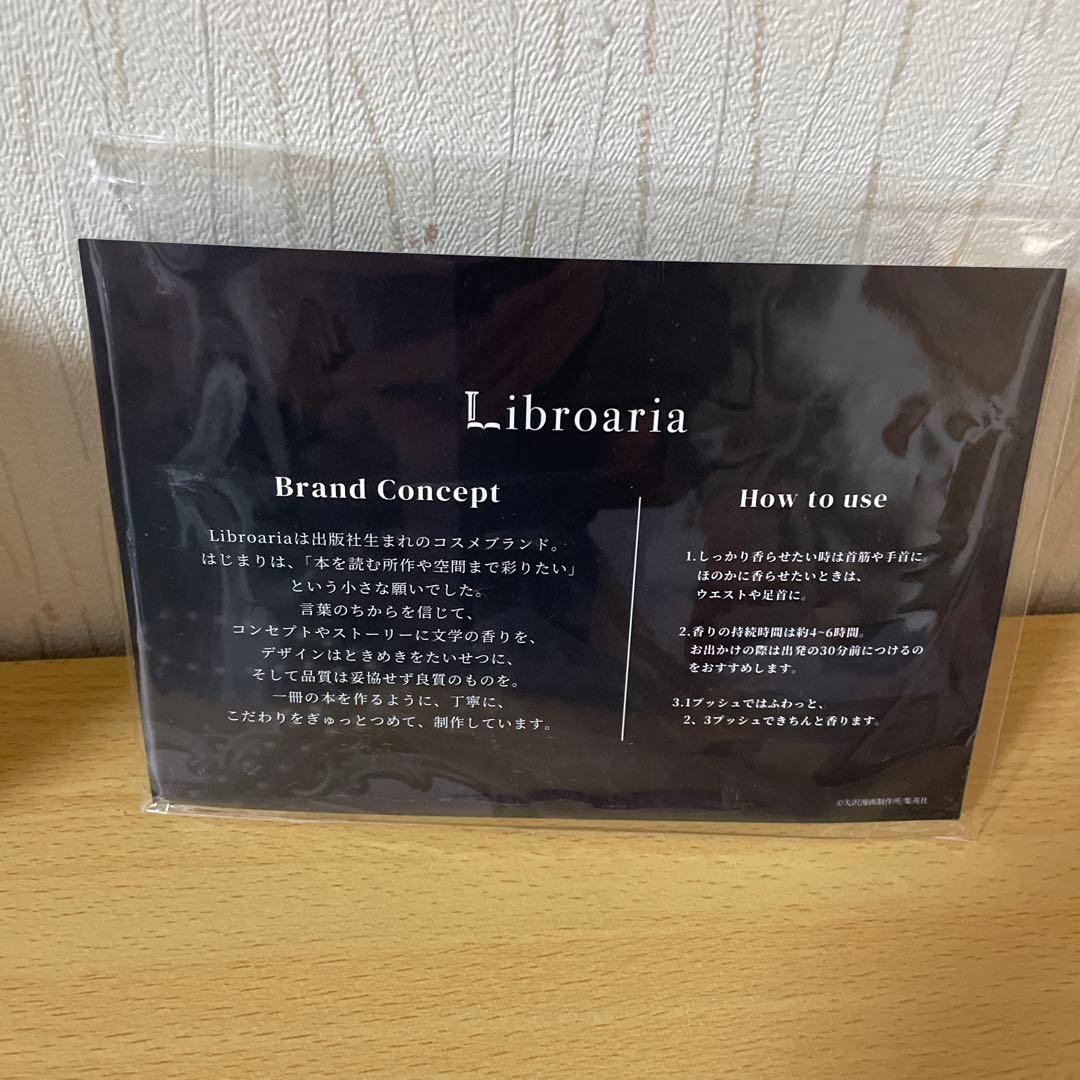 Libroaria
Brand Concept
Libroariaは出版社生まれのコスメブランド。
はじまりは、「本を読む所作や空間まで彩りたい」
という小さな願いでした。
言葉のちからを信じて、
コンセプトやストーリーに文学の香りを、
デザインはときめきをたいせつに、
そして品質は妥協せず良質のものを。
一冊の本を作るように、丁寧に、
こだわりをぎゅっとつめて、制作しています。
How to use
1.しっかり香らせたい時は首筋や手首に。
ほのかに香らせたいときは、
ウエストや足首に。
2.香りの持続時間は約4~6時間。
お出かけの際は出発の30分前につけるの
をおすすめします。
3.1プッシュではふわっと、
2、3プッシュできちんと香ります。
©矢沢漫画制作所/集英社